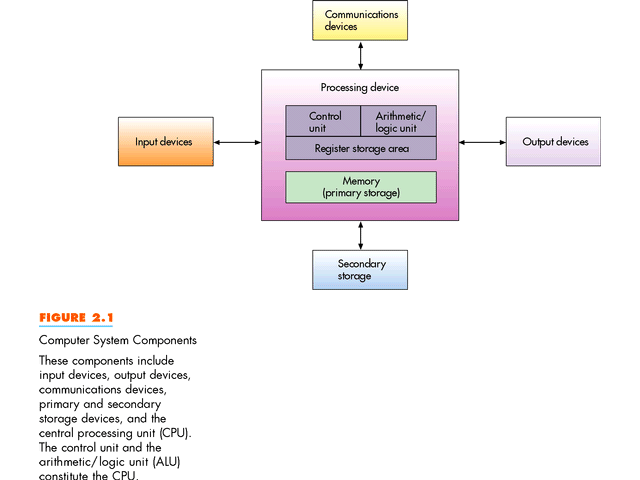 Communications
devices
Processing device
Control
unit
Arithmetic/
logic unit
Register storage area
Memory
(primary storage)
Input devices
Output devices
Secondary
storage
FIGURE 2.1
Computer System Components
These components include
input devices, output devices,
communications devices,
primary and secondary
storage devices, and the
central processing unit (CPU).
The control unit and the
arithmetic/logic unit (ALU)
constitute the CPU.